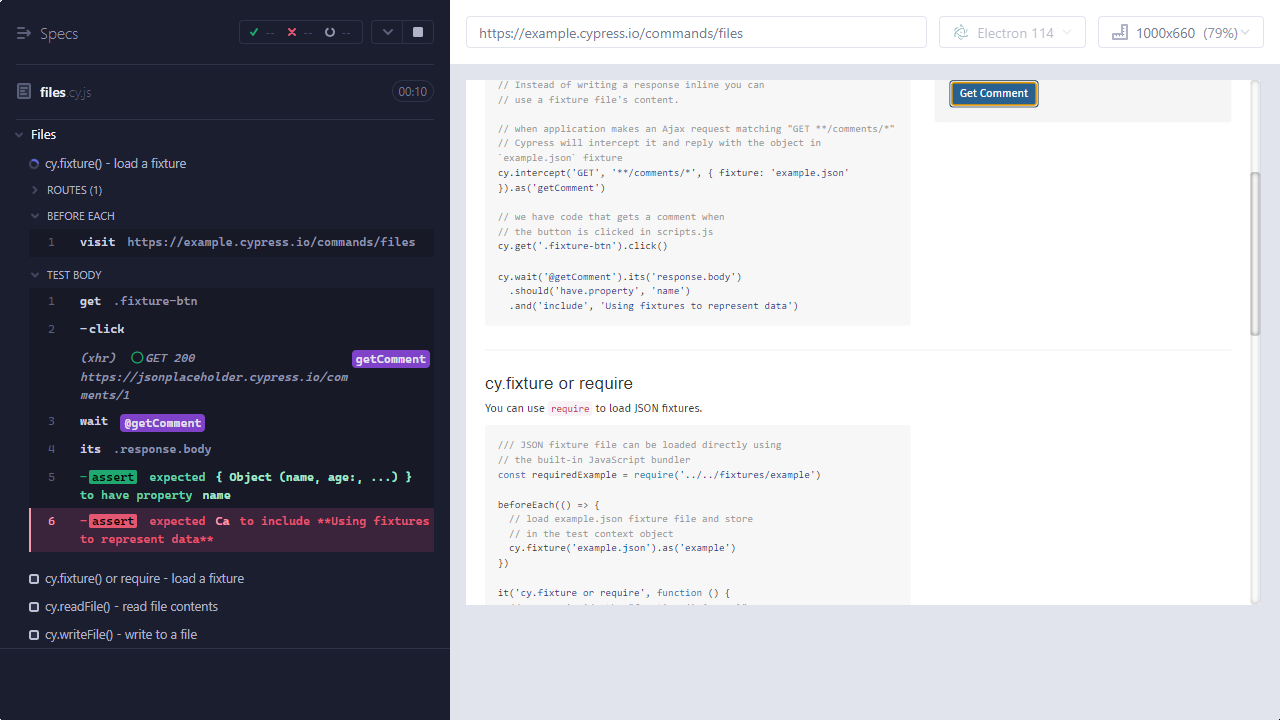 Specs
-- -- --
files.cy.js
00:10
Files
cy.fixture() - load a fixture
ROUTES (1)
BEFORE EACH
1 visit https://example.cypress.io/commands/files
TEST BODY
1 get .fixture-btn
2 -click
(xhr) GET 200 getComment
https://jsonplaceholder.cypress.io/com
ments/1
3 wait @getComment
4 its .response.body
5 -assert expected { Object (name, age:, ...) }
to have property name
6 -assert expected Ca to include **Using fixtures
to represent data**
cy.fixture() or require - load a fixture
cy.readFile() - read file contents
cy.writeFile() - write to a file
https://example.cypress.io/commands/files
Electron 114
1000x660 (79%)
// Instead of writing a response inline you can
// use a fixture file's content.
// when application makes an Ajax request matching "GET **/comments/*"
// Cypress will intercept it and reply with the object in
`example.json` fixture
cy.intercept('GET', '**/comments/*', { fixture: 'example.json'
}).as('getComment')
// we have code that gets a comment when
// the button is clicked in scripts.js
cy.get('.fixture-btn').click()
cy.wait('@getComment').its('response.body')
.should('have.property', 'name')
.and('include', 'Using fixtures to represent data')
Get Comment
cy.fixture or require
You can use require to load JSON fixtures.
/// JSON fixture file can be loaded directly using
// the built-in JavaScript bundler
const requiredExample = require('../../fixtures/example')
beforeEach(() => {
// load example.json fixture file and store
// in the test context object
cy.fixture('example.json').as('example')
})
it('cy.fixture or require', function () {